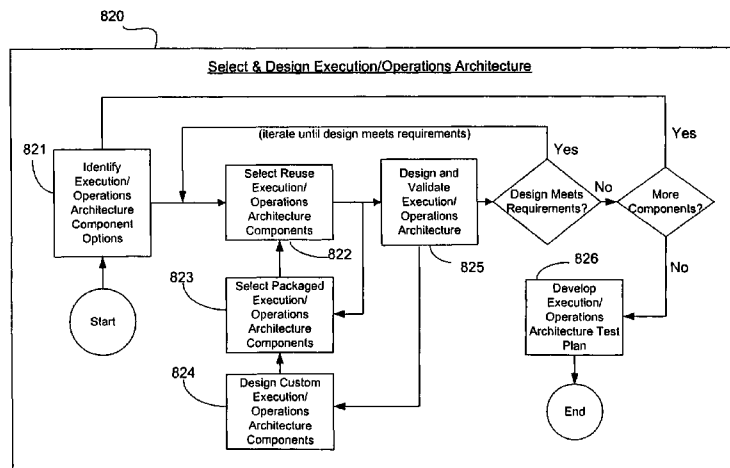 820
Select & Design Execution/Operations Architecture
(iterate until design meets requirements)
Yes
Yes
821
Identify
Execution/
Operations
Architecture
Component
Options
Select Reuse
Execution/
Operations
Architecture
Components
822
Design and
Validate
Execution/
Operations
Architecture
825
Design Meets
Requirements?
No
More
Components?
No
823
Select Packaged
Execution/
Operations
Architecture
Components
826
Develop
Execution/
Operations
Architecture Test
Plan
Start
824
Design Custom
Execution/
Operations
Architecture
Components
End